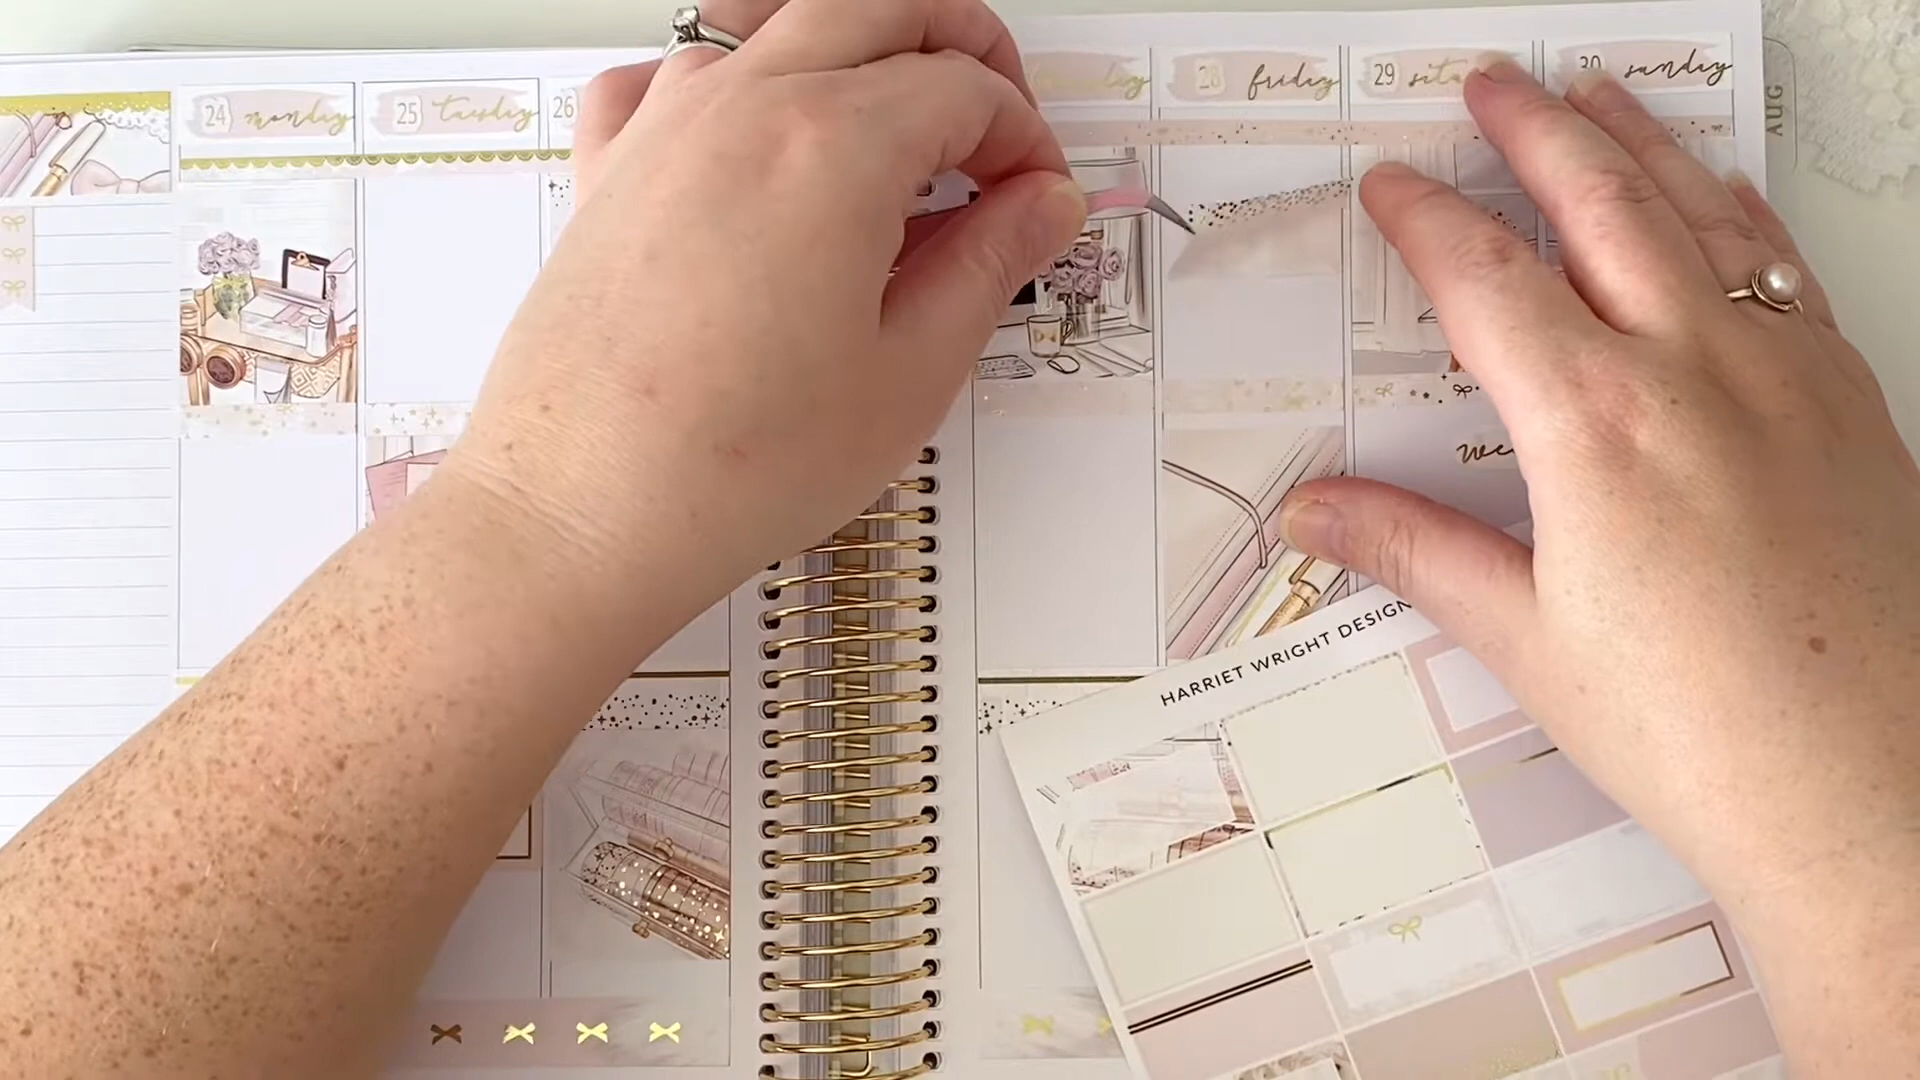 24 monday
25 tuesday
26
28 friday
29
30 sunday
AUG
HARRIET WRIGHT DESIGN